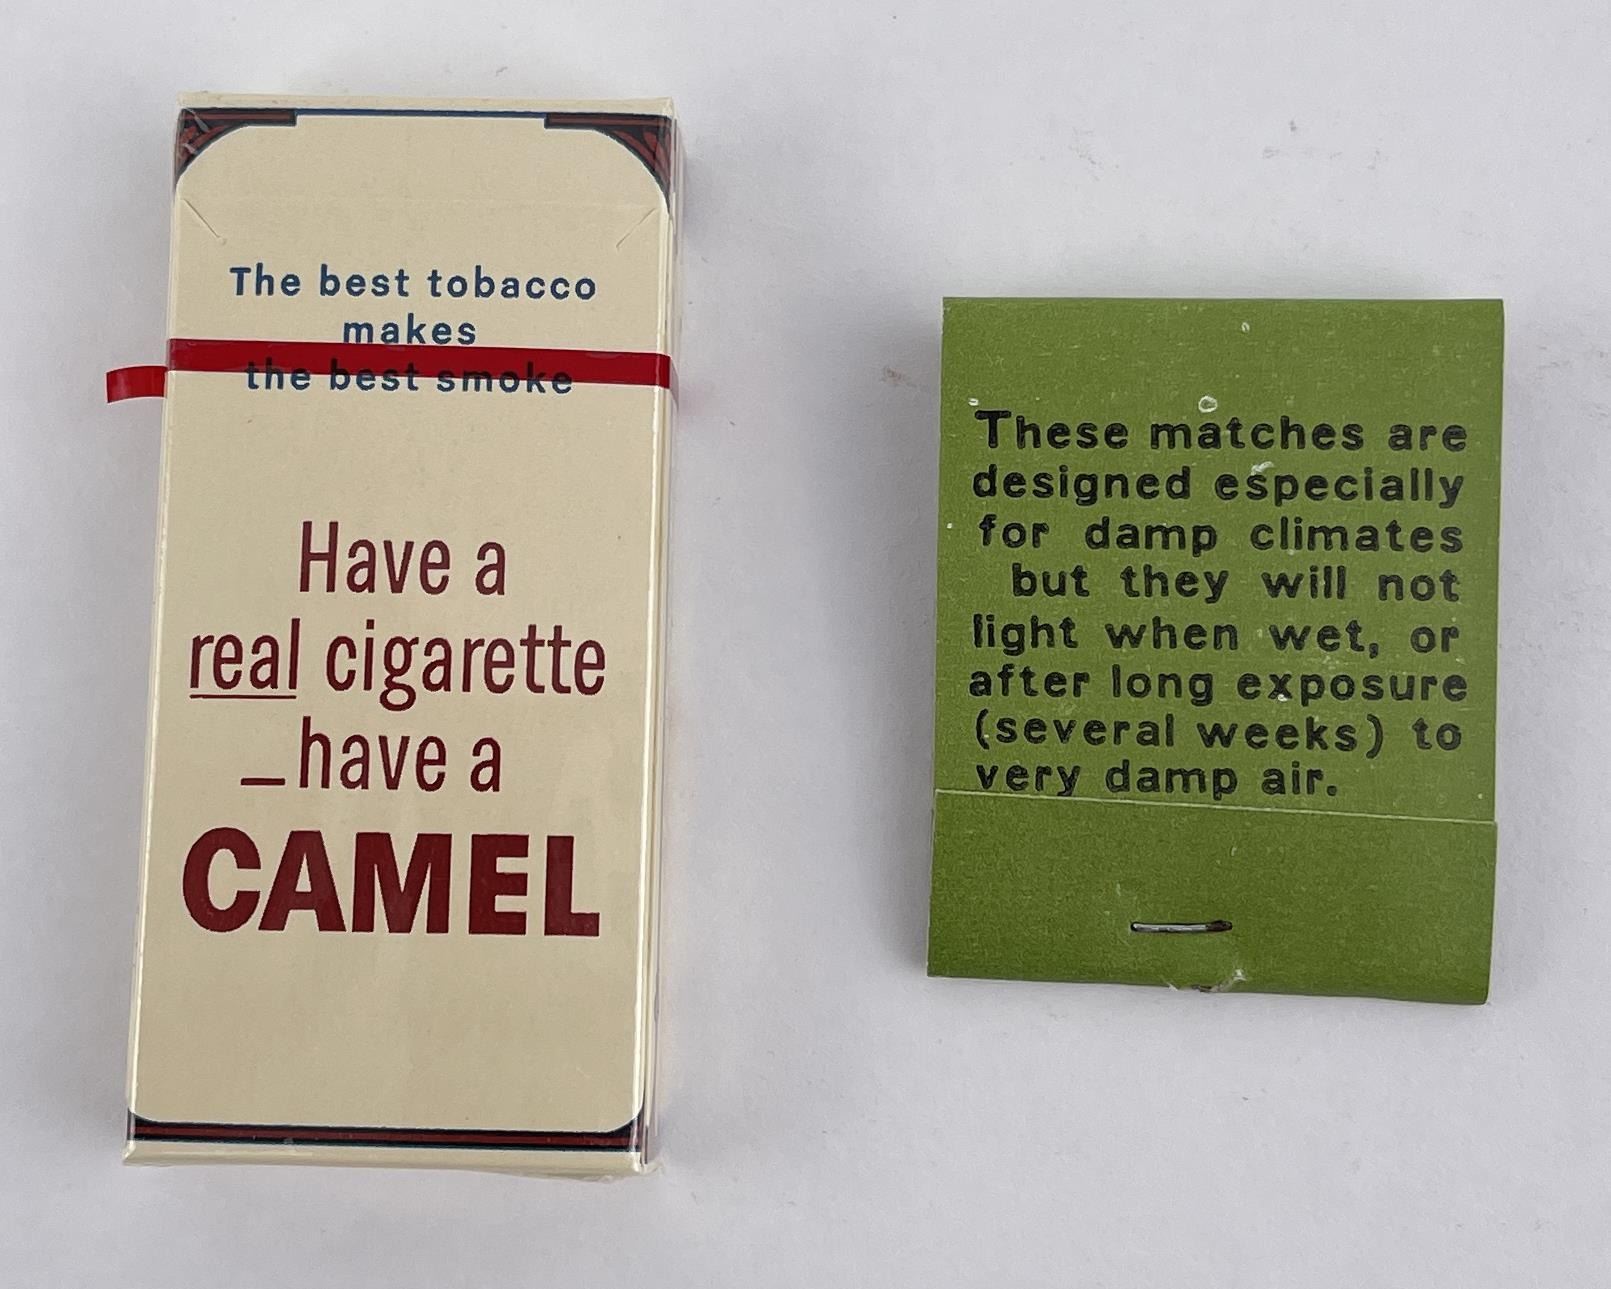 The best tobacco
makes
the best smoke
Have a
real cigarette
_have a
CAMEL
These matches are
designed especially
for damp climates
but they will not
light when wet, or
after long exposure
(several weeks) to
very damp air.